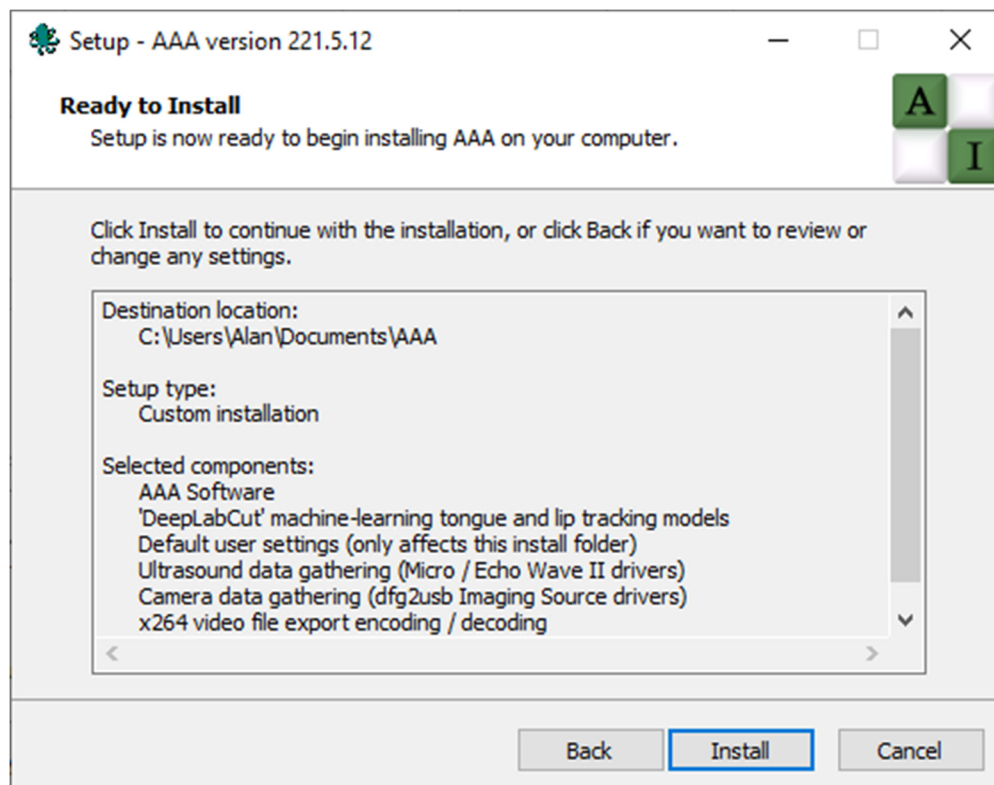 Setup - AAA version 221.5.12
Ready to Install
Setup is now ready to begin installing AAA on your computer.
A
I
Click Install to continue with the installation, or click Back if you want to review or
change any settings.
Destination location:
C:\Users\Alan\Documents\AAA
Setup type:
Custom installation
Selected components:
AAA Software
'DeepLabCut' machine-learning tongue and lip tracking models
Default user settings (only affects this install folder)
Ultrasound data gathering (Micro / Echo Wave II drivers)
Camera data gathering (dfg2usb Imaging Source drivers)
x264 video file export encoding / decoding
Back Install Cancel